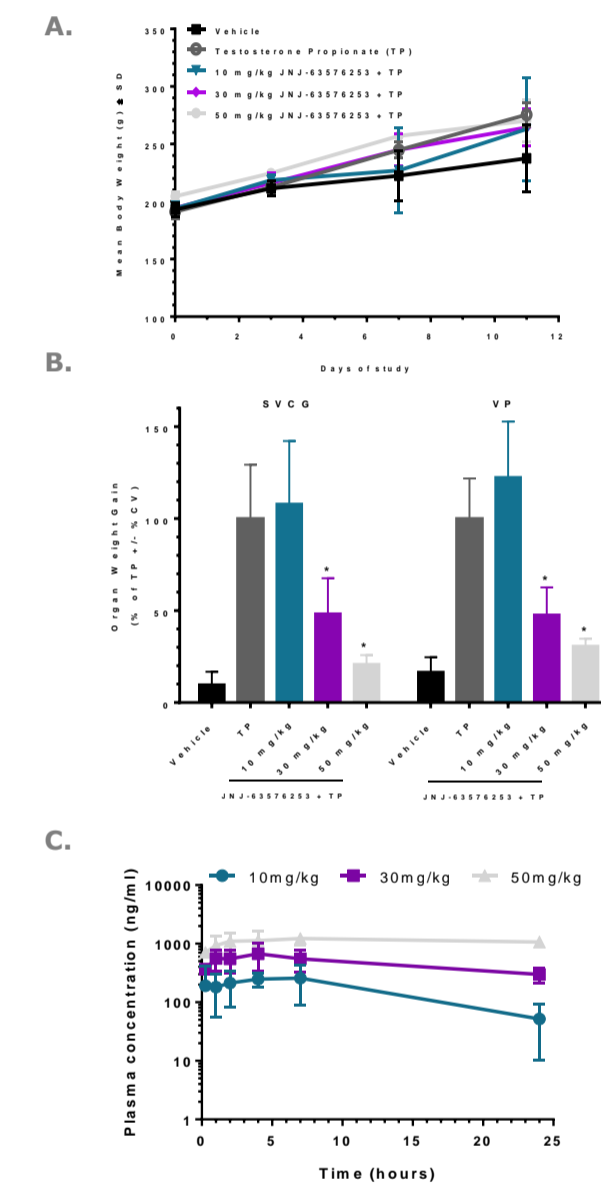 A.
Vehicle
Testosterone Propionate (TP)
10 mg/kg JNJ-63576253 + TP
30 mg/kg JNJ-63576253 + TP
50 mg/kg JNJ-63576253 + TP
Mean Body Weight (g) ± SD
350
300
250
200
150
100
0 2 4 6 8 10 12
Days of study
B.
SVCG VP
Organ Weight Gain
(% of TP +/- % CV)
150
100
50
0
* * * *
Vehicle TP 10 mg/kg 30 mg/kg 50 mg/kg Vehicle TP 10 mg/kg 30 mg/kg 50 mg/kg
JNJ-63576253 + TP JNJ-63576253 + TP
C.
10mg/kg 30mg/kg 50mg/kg
Plasma concentration (ng/ml)
10000
1000
100
10
1
0 5 10 15 20 25
Time (hours)